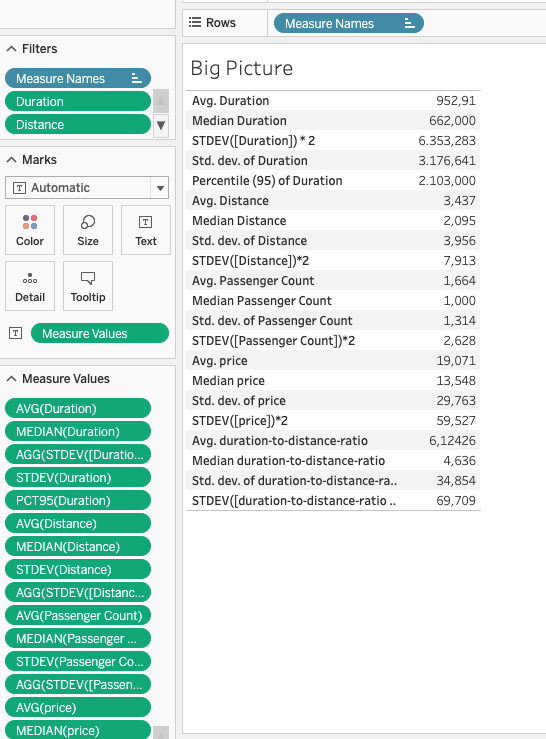 Rows
Measure Names
Filters
Measure Names
Duration
Distance
Marks
Automatic
Color
Size
Text
Detail
Tooltip
Measure Values
Measure Values
AVG(Duration)
MEDIAN(Duration)
AGG(STDEV([Duratio...
STDEV(Duration)
PCT95(Duration)
AVG(Distance)
MEDIAN(Distance)
STDEV(Distance)
AGG(STDEV([Distanc...
AVG(Passenger Count)
MEDIAN(Passenger ...
STDEV(Passenger Co...
AGG(STDEV([Passen...
AVG(price)
MEDIAN(price)
Big Picture
Avg. Duration 952,91
Median Duration 662,000
STDEV([Duration]) * 2 6.353,283
Std. dev. of Duration 3.176,641
Percentile (95) of Duration 2.103,000
Avg. Distance 3,437
Median Distance 2,095
Std. dev. of Distance 3,956
STDEV([Distance])*2 7,913
Avg. Passenger Count 1,664
Median Passenger Count 1,000
Std. dev. of Passenger Count 1,314
STDEV([Passenger Count])*2 2,628
Avg. price 19,071
Median price 13,548
Std. dev. of price 29,763
STDEV([price])*2 59,527
Avg. duration-to-distance-ratio 6,12426
Median duration-to-distance-ratio 4,636
Std. dev. of duration-to-distance-ra.. 34,854
STDEV([duration-to-distance-ratio .. 69,709